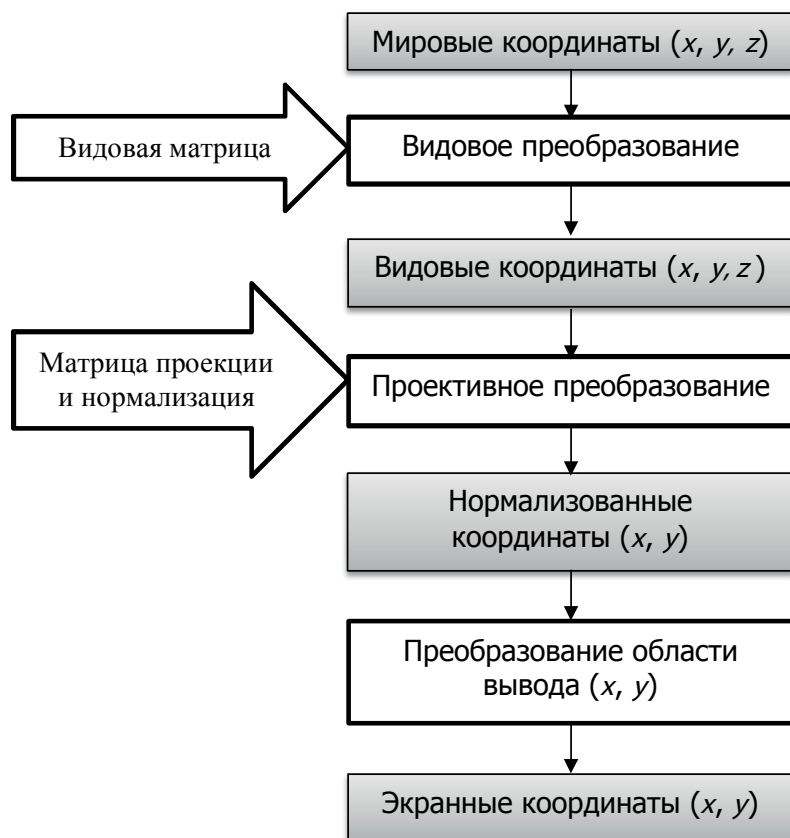 Мировые координаты (x, y, z)
Видовая матрица
Видовое преобразование
Видовые координаты (x, y, z )
Матрица проекции
и нормализация
Проективное преобразование
Нормализованные
координаты (x, y)
Преобразование области
вывода (x, y)
Экранные координаты (x, y)